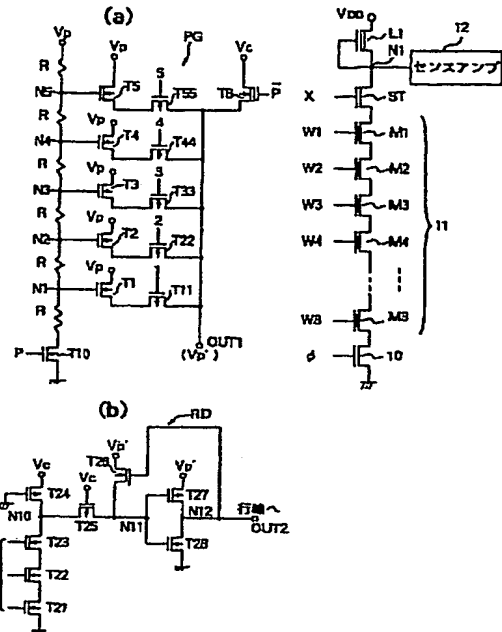 (a)
Vp
R
N5
R
N4
R
N3
R
N2
R
N1
R
P
T10
Vp
T5
Vp
T4
Vp
T3
Vp
T2
Vp
T1
PG
5
T55
4
T44
3
T33
2
T22
T11
Vc
T8
P̅
OUT1
(Vp')
VDD
L1
N1
12
センスアンプ
X
ST
W1
M1
W2
M2
W3
M3
W4
M4
11
W8
M8
φ
10
(b)
RD
Vc
T24
N10
T23
T22
T21
Vc
T25
Vp'
T26
N11
Vp'
T27
N12
T28
行線へ
OUT2